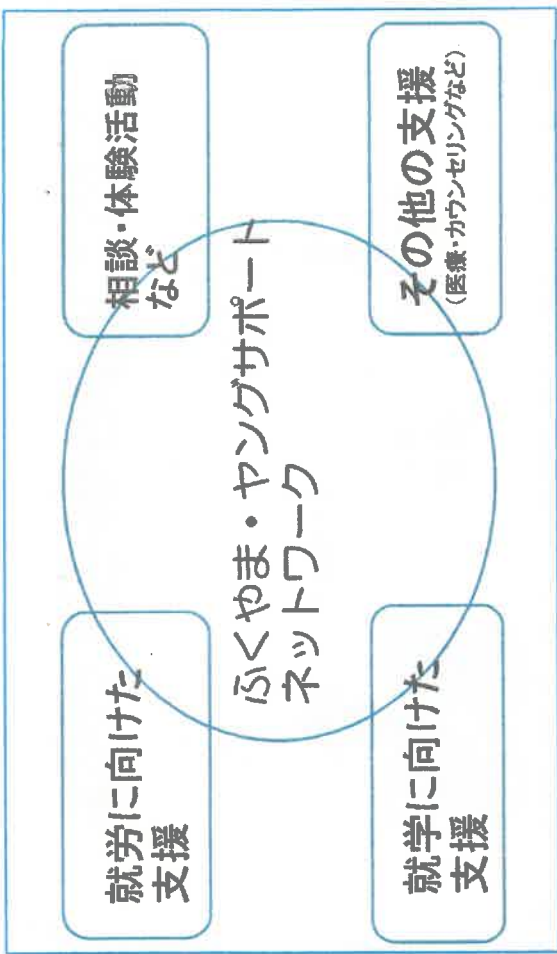 就労に向けた
支援
相談・体験活動
など
ふくやま・ヤングサポート
ネットワーク
就学に向けた
支援
その他の支援
(医療・カウンセリングなど)